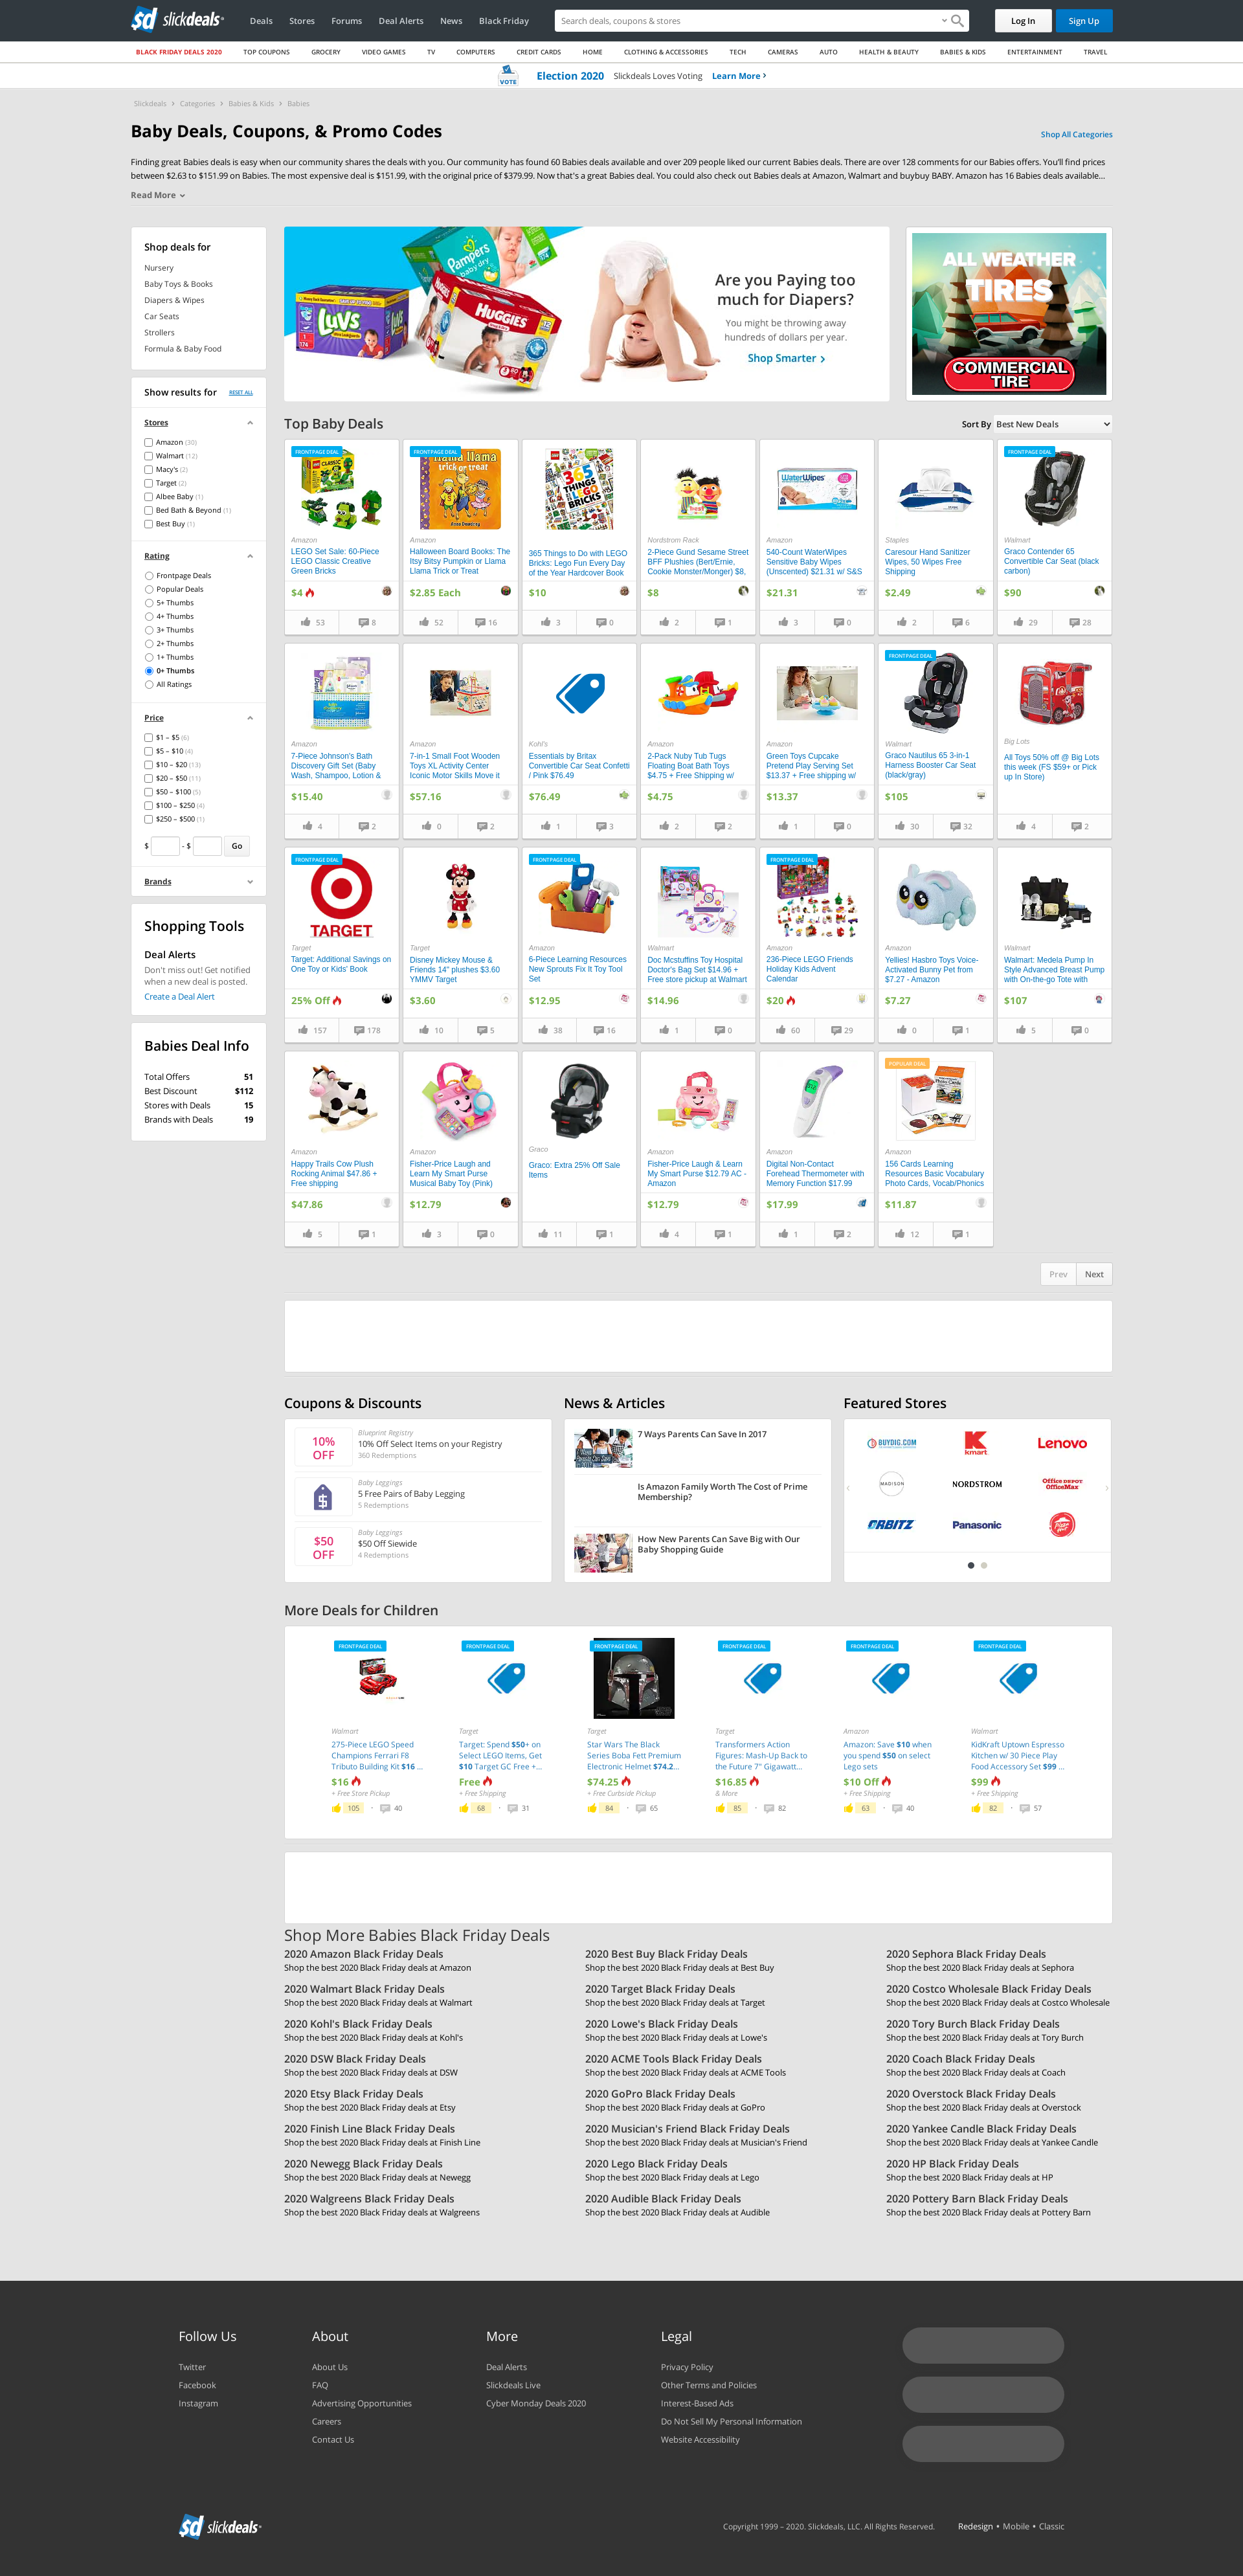 slickdeals
Deals
Stores
Forums
Deal Alerts
News
Black Friday
Search deals, coupons & stores
Log In
Sign Up
BLACK FRIDAY DEALS 2020
TOP COUPONS
GROCERY
VIDEO GAMES
TV
COMPUTERS
CREDIT CARDS
HOME
CLOTHING & ACCESSORIES
TECH
CAMERAS
AUTO
HEALTH & BEAUTY
BABIES & KIDS
ENTERTAINMENT
TRAVEL
VOTE
Election 2020 Slickdeals Loves Voting Learn More ›
Slickdeals › Categories › Babies & Kids › Babies
Baby Deals, Coupons, & Promo Codes
Shop All Categories
Finding great Babies deals is easy when our community shares the deals with you. Our community has found 60 Babies deals available and over 209 people liked our current Babies deals. There are over 128 comments for our Babies offers. You'll find prices
between $2.63 to $151.99 on Babies. The most expensive deal is $151.99, with the original price of $379.99. Now that's a great Babies deal. You could also check out Babies deals at Amazon, Walmart and buybuy BABY. Amazon has 16 Babies deals available...
Read More
Shop deals for
Nursery
Baby Toys & Books
Diapers & Wipes
Car Seats
Strollers
Formula & Baby Food
Show results for
RESET ALL
Stores
Amazon (30)
Walmart (12)
Macy's (2)
Target (2)
Albee Baby (1)
Bed Bath & Beyond (1)
Best Buy (1)
Rating
Frontpage Deals
Popular Deals
5+ Thumbs
4+ Thumbs
3+ Thumbs
2+ Thumbs
1+ Thumbs
0+ Thumbs
All Ratings
Price
$1 – $5 (6)
$5 – $10 (4)
$10 – $20 (13)
$20 – $50 (11)
$50 – $100 (5)
$100 – $250 (4)
$250 – $500 (1)
$ - $ Go
Brands
Shopping Tools
Deal Alerts
Don't miss out! Get notified
when a new deal is posted.
Create a Deal Alert
Babies Deal Info
Total Offers 51
Best Discount $112
Stores with Deals 15
Brands with Deals 19
Pampers
baby dry
Luvs
HUGGIES
Are you Paying too
much for Diapers?
You might be throwing away
hundreds of dollars per year.
Shop Smarter ›
ALL WEATHER
TIRES
COMMERCIAL
TIRE
Top Baby Deals
Sort By Best New Deals
FRONTPAGE DEAL
Amazon
LEGO Set Sale: 60-Piece
LEGO Classic Creative
Green Bricks
$4
53 8
FRONTPAGE DEAL
llama llama
trick or treat
Anna Dewdney
Amazon
Halloween Board Books: The
Itsy Bitsy Pumpkin or Llama
Llama Trick or Treat
$2.85 Each
52 16
365 THINGS TO DO WITH LEGO BRICKS
365 Things to Do with LEGO
Bricks: Lego Fun Every Day
of the Year Hardcover Book
$10
3 0
Nordstrom Rack
2-Piece Gund Sesame Street
BFF Plushies (Bert/Ernie,
Cookie Monster/Monger) $8,
$8
2 1
WaterWipes
Amazon
540-Count WaterWipes
Sensitive Baby Wipes
(Unscented) $21.31 w/ S&S
$21.31
3 0
Staples
Caresour Hand Sanitizer
Wipes, 50 Wipes Free
Shipping
$2.49
2 6
FRONTPAGE DEAL
Walmart
Graco Contender 65
Convertible Car Seat (black
carbon)
$90
29 28
Amazon
7-Piece Johnson's Bath
Discovery Gift Set (Baby
Wash, Shampoo, Lotion &
$15.40
4 2
Amazon
7-in-1 Small Foot Wooden
Toys XL Activity Center
Iconic Motor Skills Move it
$57.16
0 2
Kohl's
Essentials by Britax
Convertible Car Seat Confetti
/ Pink $76.49
$76.49
1 3
Amazon
2-Pack Nuby Tub Tugs
Floating Boat Bath Toys
$4.75 + Free Shipping w/
$4.75
2 2
Amazon
Green Toys Cupcake
Pretend Play Serving Set
$13.37 + Free shipping w/
$13.37
1 0
FRONTPAGE DEAL
Walmart
Graco Nautilus 65 3-in-1
Harness Booster Car Seat
(black/gray)
$105
30 32
Big Lots
All Toys 50% off @ Big Lots
this week (FS $59+ or Pick
up In Store)
4 2
FRONTPAGE DEAL
TARGET
Target
Target: Additional Savings on
One Toy or Kids' Book
25% Off
157 178
Target
Disney Mickey Mouse &
Friends 14" plushes $3.60
YMMV Target
$3.60
10 5
FRONTPAGE DEAL
Amazon
6-Piece Learning Resources
New Sprouts Fix It Toy Tool
Set
$12.95
38 16
Walmart
Doc Mcstuffins Toy Hospital
Doctor's Bag Set $14.96 +
Free store pickup at Walmart
$14.96
1 0
FRONTPAGE DEAL
Amazon
236-Piece LEGO Friends
Holiday Kids Advent
Calendar
$20
60 29
Amazon
Yellies! Hasbro Toys Voice-
Activated Bunny Pet from
$7.27 - Amazon
$7.27
0 1
Walmart
Walmart: Medela Pump In
Style Advanced Breast Pump
with On-the-go Tote with
$107
5 0
Amazon
Happy Trails Cow Plush
Rocking Animal $47.86 +
Free shipping
$47.86
5 1
Amazon
Fisher-Price Laugh and
Learn My Smart Purse
Musical Baby Toy (Pink)
$12.79
3 0
Graco
Graco: Extra 25% Off Sale
Items
11 1
Amazon
Fisher-Price Laugh & Learn
My Smart Purse $12.79 AC -
Amazon
$12.79
4 1
Amazon
Digital Non-Contact
Forehead Thermometer with
Memory Function $17.99
$17.99
1 2
POPULAR DEAL
Amazon
156 Cards Learning
Resources Basic Vocabulary
Photo Cards, Vocab/Phonics
$11.87
12 1
Prev Next
Coupons & Discounts
10%
OFF
Blueprint Registry
10% Off Select Items on your Registry
360 Redemptions
Baby Leggings
5 Free Pairs of Baby Legging
5 Redemptions
$50
OFF
Baby Leggings
$50 Off Siewide
4 Redemptions
News & Articles
7 Ways Parents Can Save In 2017
Is Amazon Family Worth The Cost of Prime
Membership?
How New Parents Can Save Big with Our
Baby Shopping Guide
Featured Stores
BUYDIG.COM
kmart
Lenovo
MADISON
NORDSTROM
Office DEPOT
OfficeMax
ORBITZ
Panasonic
Pizza Hut
More Deals for Children
FRONTPAGE DEAL
Walmart
275-Piece LEGO Speed
Champions Ferrari F8
Tributo Building Kit $16 ...
$16
+ Free Store Pickup
105 · 40
FRONTPAGE DEAL
Target
Target: Spend $50+ on
Select LEGO Items, Get
$10 Target GC Free +...
Free
+ Free Shipping
68 · 31
FRONTPAGE DEAL
Target
Star Wars The Black
Series Boba Fett Premium
Electronic Helmet $74.2...
$74.25
+ Free Curbside Pickup
84 · 65
FRONTPAGE DEAL
Target
Transformers Action
Figures: Mash-Up Back to
the Future 7" Gigawatt...
$16.85
& More
85 · 82
FRONTPAGE DEAL
Amazon
Amazon: Save $10 when
you spend $50 on select
Lego sets
$10 Off
+ Free Shipping
63 · 40
FRONTPAGE DEAL
Walmart
KidKraft Uptown Espresso
Kitchen w/ 30 Piece Play
Food Accessory Set $99 ...
$99
+ Free Shipping
82 · 57
Shop More Babies Black Friday Deals
2020 Amazon Black Friday Deals
Shop the best 2020 Black Friday deals at Amazon
2020 Best Buy Black Friday Deals
Shop the best 2020 Black Friday deals at Best Buy
2020 Sephora Black Friday Deals
Shop the best 2020 Black Friday deals at Sephora
2020 Walmart Black Friday Deals
Shop the best 2020 Black Friday deals at Walmart
2020 Target Black Friday Deals
Shop the best 2020 Black Friday deals at Target
2020 Costco Wholesale Black Friday Deals
Shop the best 2020 Black Friday deals at Costco Wholesale
2020 Kohl's Black Friday Deals
Shop the best 2020 Black Friday deals at Kohl's
2020 Lowe's Black Friday Deals
Shop the best 2020 Black Friday deals at Lowe's
2020 Tory Burch Black Friday Deals
Shop the best 2020 Black Friday deals at Tory Burch
2020 DSW Black Friday Deals
Shop the best 2020 Black Friday deals at DSW
2020 ACME Tools Black Friday Deals
Shop the best 2020 Black Friday deals at ACME Tools
2020 Coach Black Friday Deals
Shop the best 2020 Black Friday deals at Coach
2020 Etsy Black Friday Deals
Shop the best 2020 Black Friday deals at Etsy
2020 GoPro Black Friday Deals
Shop the best 2020 Black Friday deals at GoPro
2020 Overstock Black Friday Deals
Shop the best 2020 Black Friday deals at Overstock
2020 Finish Line Black Friday Deals
Shop the best 2020 Black Friday deals at Finish Line
2020 Musician's Friend Black Friday Deals
Shop the best 2020 Black Friday deals at Musician's Friend
2020 Yankee Candle Black Friday Deals
Shop the best 2020 Black Friday deals at Yankee Candle
2020 Newegg Black Friday Deals
Shop the best 2020 Black Friday deals at Newegg
2020 Lego Black Friday Deals
Shop the best 2020 Black Friday deals at Lego
2020 HP Black Friday Deals
Shop the best 2020 Black Friday deals at HP
2020 Walgreens Black Friday Deals
Shop the best 2020 Black Friday deals at Walgreens
2020 Audible Black Friday Deals
Shop the best 2020 Black Friday deals at Audible
2020 Pottery Barn Black Friday Deals
Shop the best 2020 Black Friday deals at Pottery Barn
Follow Us
Twitter
Facebook
Instagram
About
About Us
FAQ
Advertising Opportunities
Careers
Contact Us
More
Deal Alerts
Slickdeals Live
Cyber Monday Deals 2020
Legal
Privacy Policy
Other Terms and Policies
Interest-Based Ads
Do Not Sell My Personal Information
Website Accessibility
slickdeals
Copyright 1999 – 2020. Slickdeals, LLC. All Rights Reserved.
Redesign • Mobile • Classic